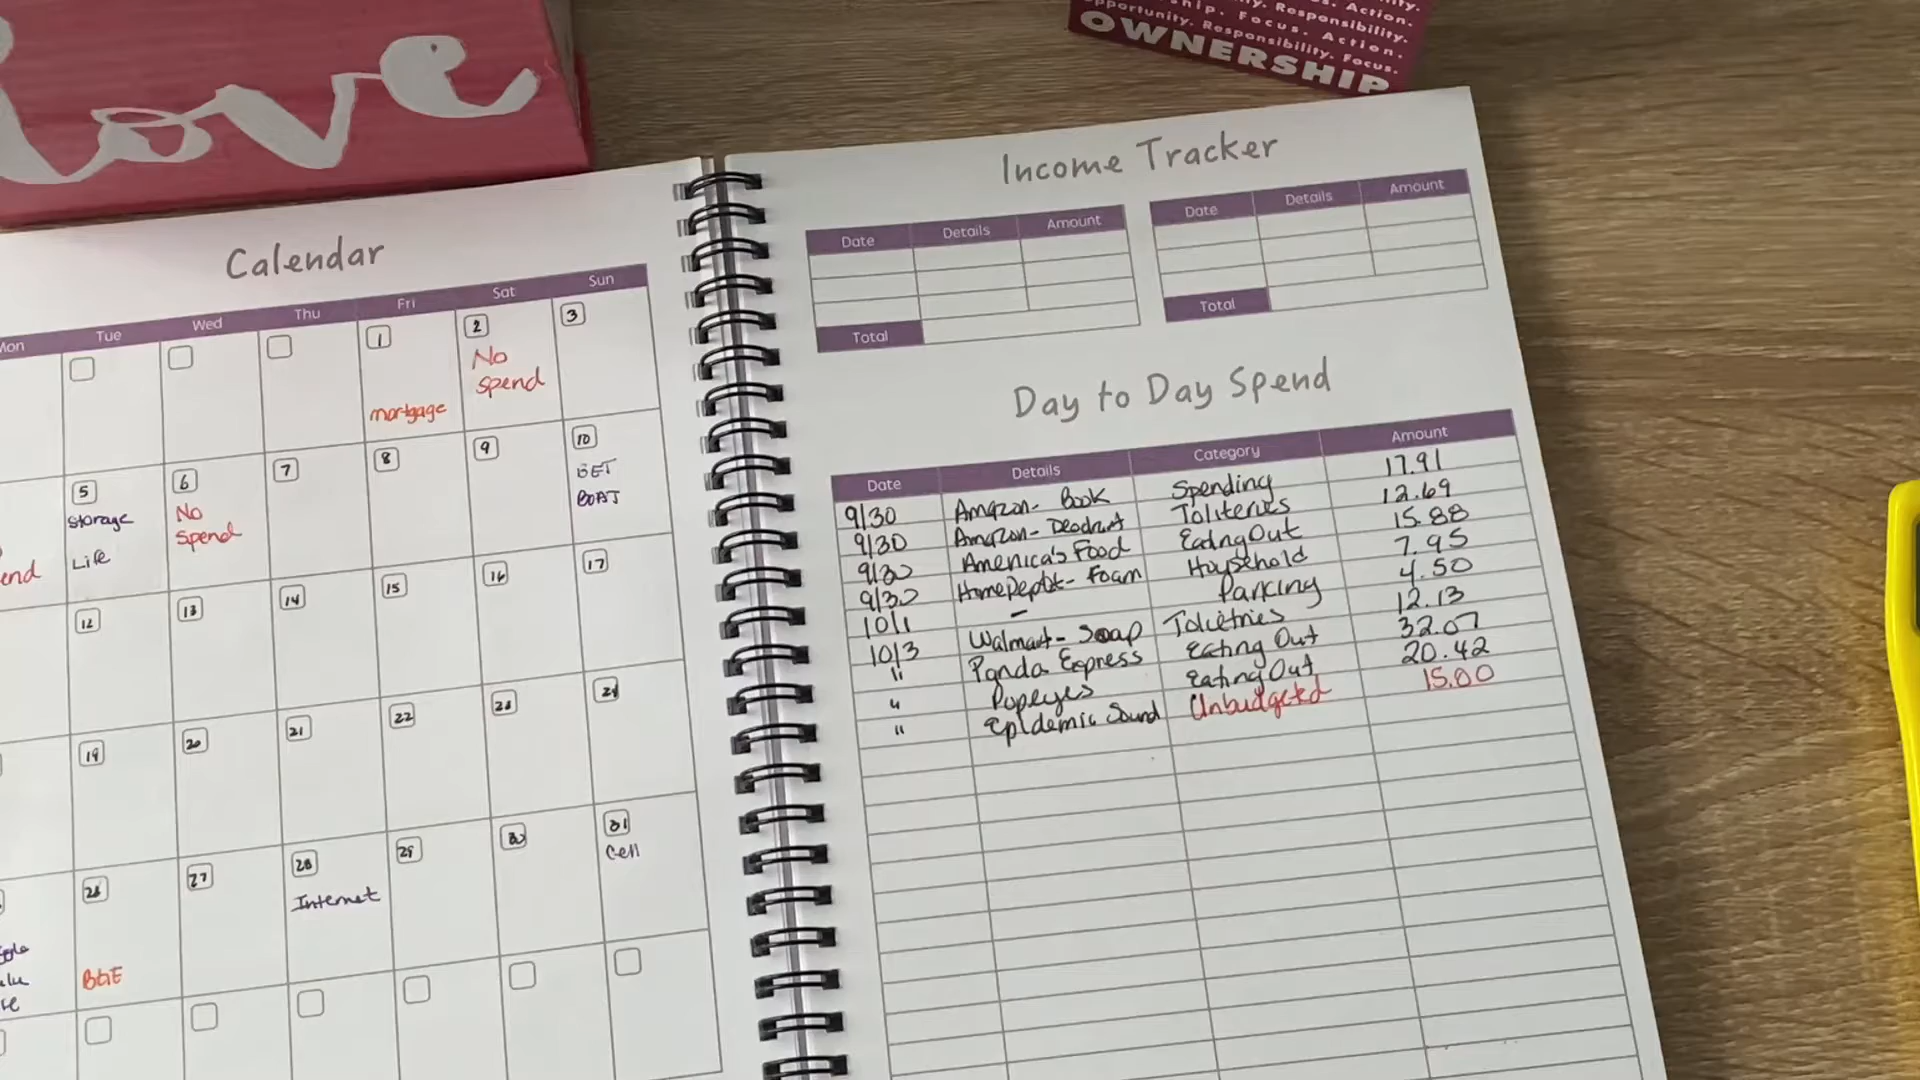 love
Action.
Responsibility.
ship. Focus. Action.
Opportunity. Responsibility. Focus.
OWNERSHIP
Calendar
Mon Tue Wed Thu Fri Sat Sun
1 2 3
mortgage
No
Spend
5 6 7 8 9 10
Storage
Life
No
Spend
BET
BOAT
end
12 13 14 15 16 17
19 20 21 22 23 24
26 27 28 29 30 31
Internet
Cell
BGE
Income Tracker
Date Details Amount
Total
Date Details Amount
Total
Day to Day Spend
Date Details Category Amount
9/30 Amazon- Book Spending 17.91
9/30 Amazon- Deodrant Toliteries 12.69
9/30 America's Food Eating Out 15.88
9/30 HomeDepot- Foam Household 7.95
10/1 - Parking 4.50
10/3 Walmart- Soap Toiletries 12.13
" Panda Express Eating Out 32.07
" Popeyes Eating Out 20.42
" Epidemic Sound Unbudgeted 15.00